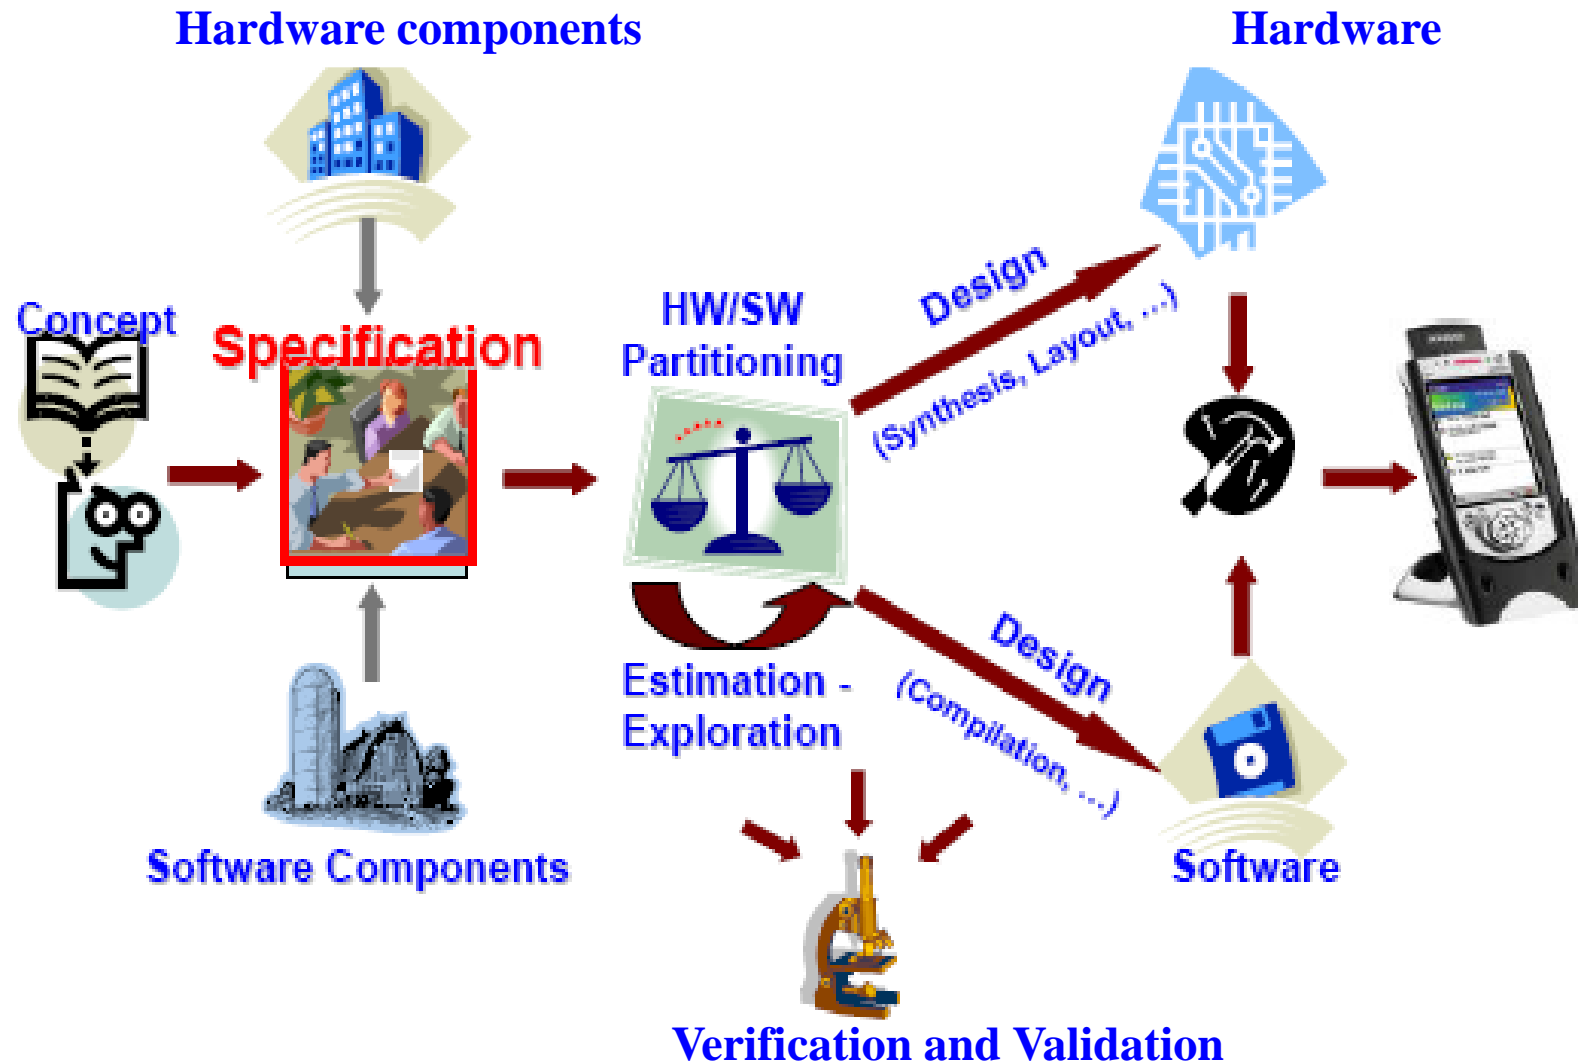 Hardware components
Hardware
Concept
Specification
HW/SW
Partitioning
Design
(Synthesis, Layout, ...)
Estimation -
Exploration
Design
(Compilation, ...)
Software Components
Software
Verification and Validation